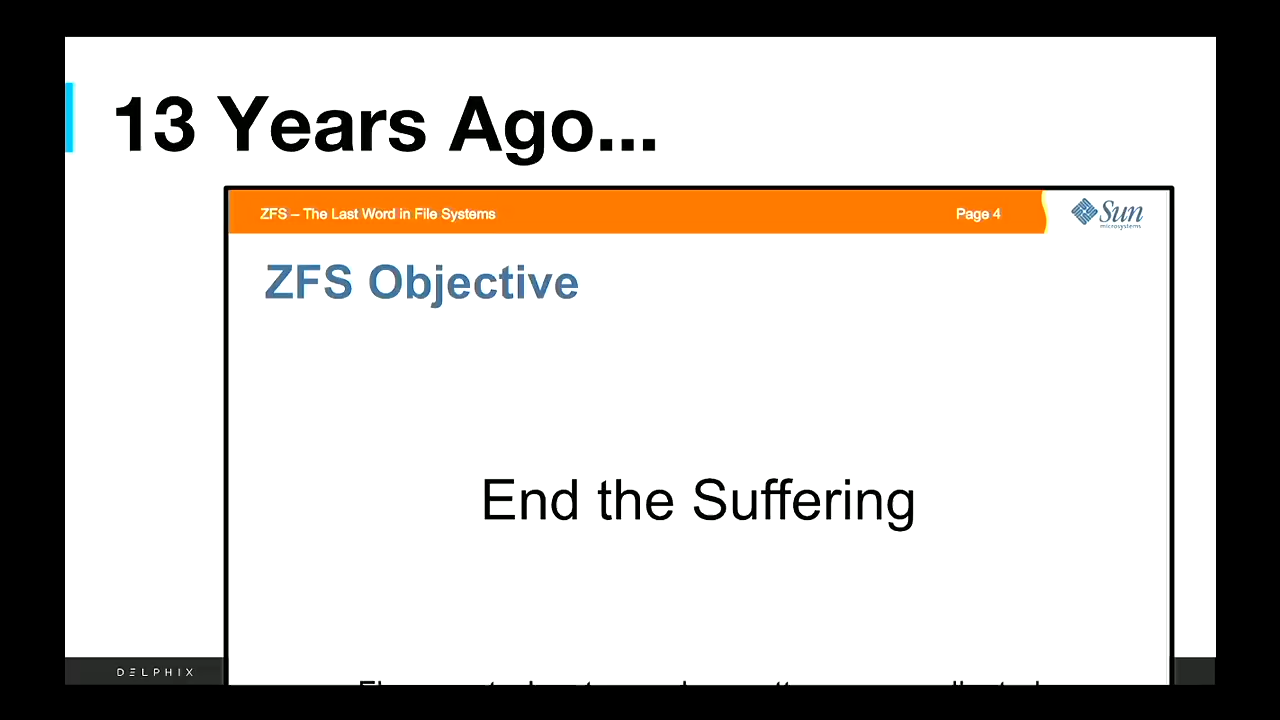 13 Years Ago...
ZFS – The Last Word in File Systems
Page 4
Sun
microsystems
ZFS Objective
End the Suffering
DELPHIX